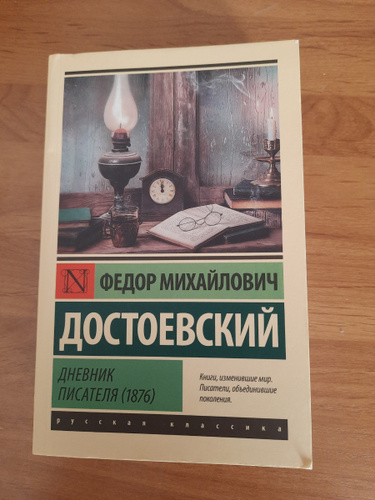 N
ФЕДОР МИХАЙЛОВИЧ
ДОСТОЕВСКИЙ
ДНЕВНИК
ПИСАТЕЛЯ (1876)
Книги, изменившие мир.
Писатели, объединившие
поколения.
русская классика